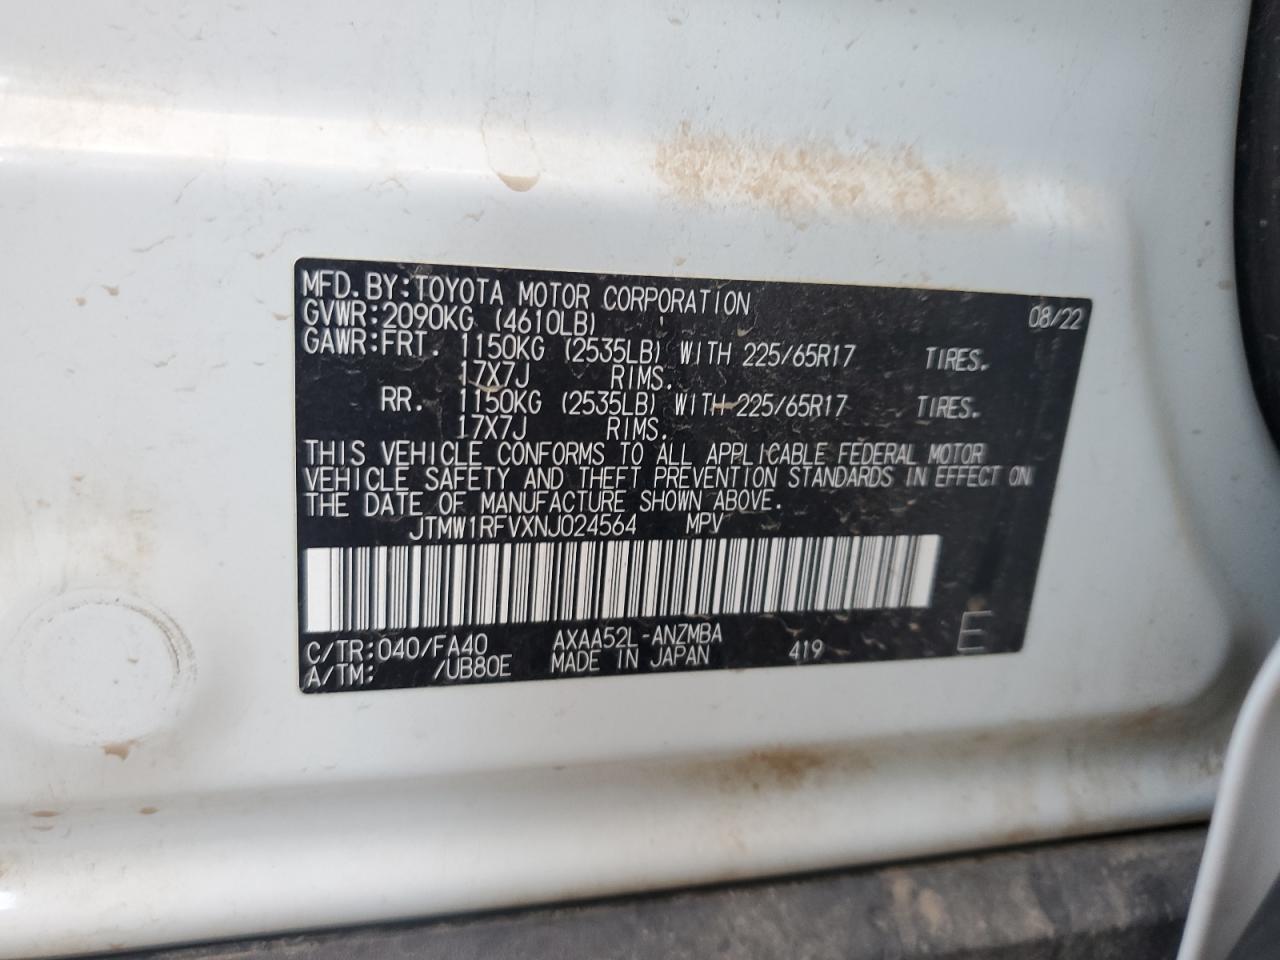 MFD.BY:TOYOTA MOTOR CORPORATION 08/22
GVWR:2090KG (4610LB)
GAWR:FRT. 1150KG (2535LB) WITH 225/65R17 TIRES.
17X7J RIMS.
RR. 1150KG (2535LB) WITH 225/65R17 TIRES.
17X7J RIMS.
THIS VEHICLE CONFORMS TO ALL APPLICABLE FEDERAL MOTOR
VEHICLE SAFETY AND THEFT PREVENTION STANDARDS IN EFFECT ON
THE DATE OF MANUFACTURE SHOWN ABOVE.
JTMW1RFVXNJ024564 MPV
C/TR:040/FA40 AXAA52L-ANZMBA
A/TM: /UB80E MADE IN JAPAN 419 E